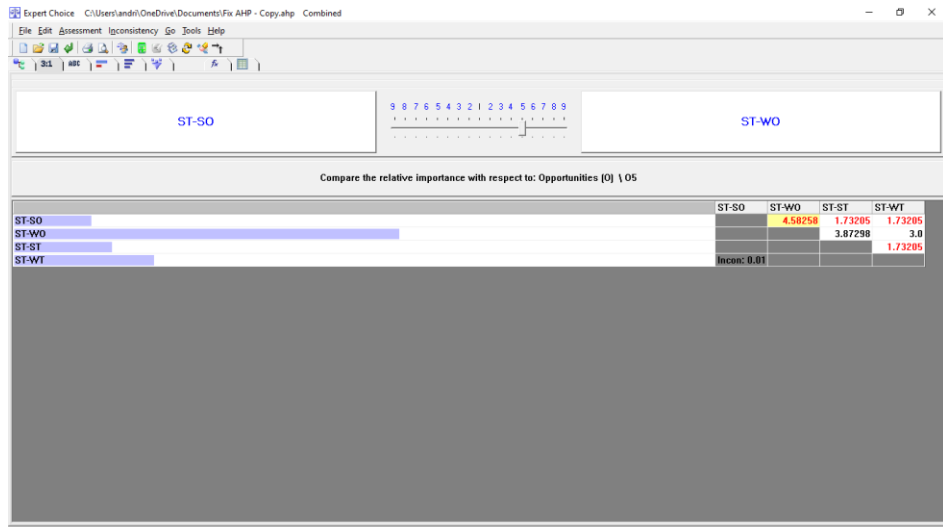 Expert Choice C:\Users\andri\OneDrive\Documents\Fix AHP - Copy.ahp Combined
File Edit Assessment Inconsistency Go Tools Help
3:1 ABC
ST-SO 9 8 7 6 5 4 3 2 1 2 3 4 5 6 7 8 9 ST-WO
Compare the relative importance with respect to: Opportunities (O) \ O5
ST-SO ST-WO ST-ST ST-WT
ST-SO 4.58258 1.73205 1.73205
ST-WO 3.87298 3.0
ST-ST 1.73205
ST-WT Incon: 0.01